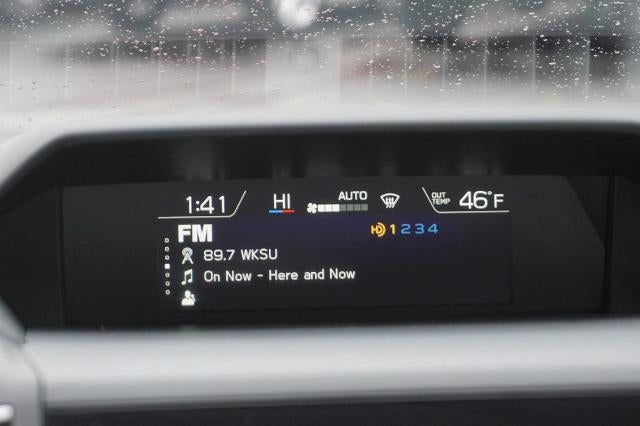 1:41 HI AUTO OUT TEMP 46°F
FM HD 1 2 3 4
89.7 WKSU
On Now - Here and Now